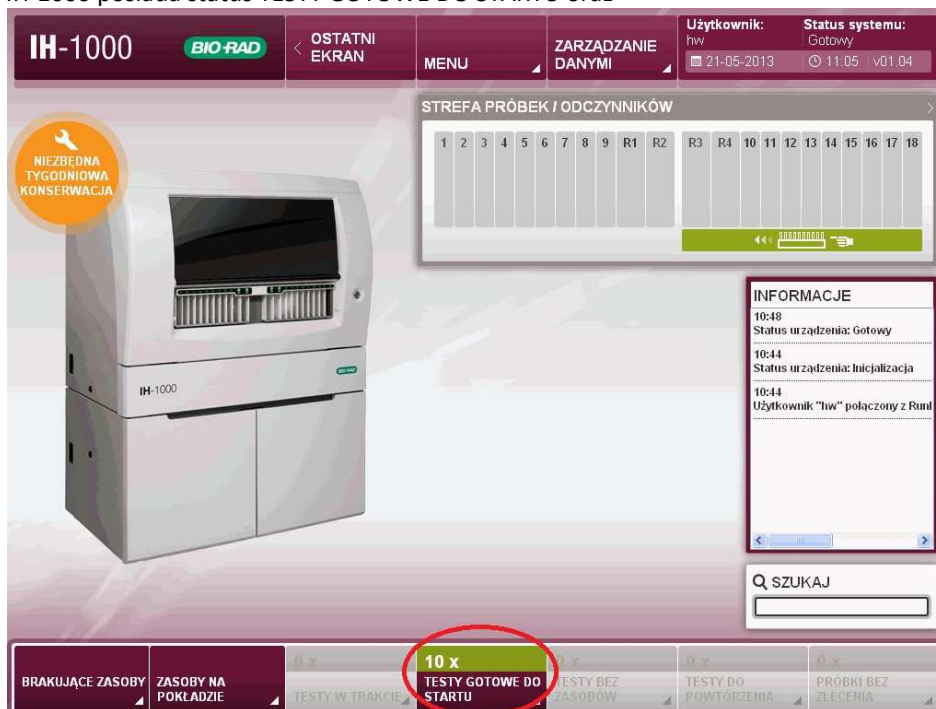 IH-1000 posiada status TESTY GOTOWE DO STARTU oraz
IH-1000
BIO-RAD
< OSTATNI
EKRAN
MENU
ZARZĄDZANIE
DANYMI
Użytkownik:
hw
Status systemu:
Gotowy
21-05-2013
11:05
v01.04
NIEZBĘDNA
TYGODNIOWA
KONSERWACJA
STREFA PRÓBEK / ODCZYNNIKÓW >
1 2 3 4 5 6 7 8 9 R1 R2 R3 R4 10 11 12 13 14 15 16 17 18
BIO-RAD
IH-1000
INFORMACJE
10:48
Status urządzenia: Gotowy
10:44
Status urządzenia: Inicjalizacja
10:44
Użytkownik "hw" połączony z Runl
SZUKAJ
BRAKUJĄCE ZASOBY
ZASOBY NA
POKŁADZIE
0 x
TESTY W TRAKCIE
10 x
TESTY GOTOWE DO
STARTU
0 x
TESTY BEZ
ZASOBÓW
0 x
TESTY DO
POWTÓRZENIA
0 x
PRÓBKI BEZ
ZLECENIA